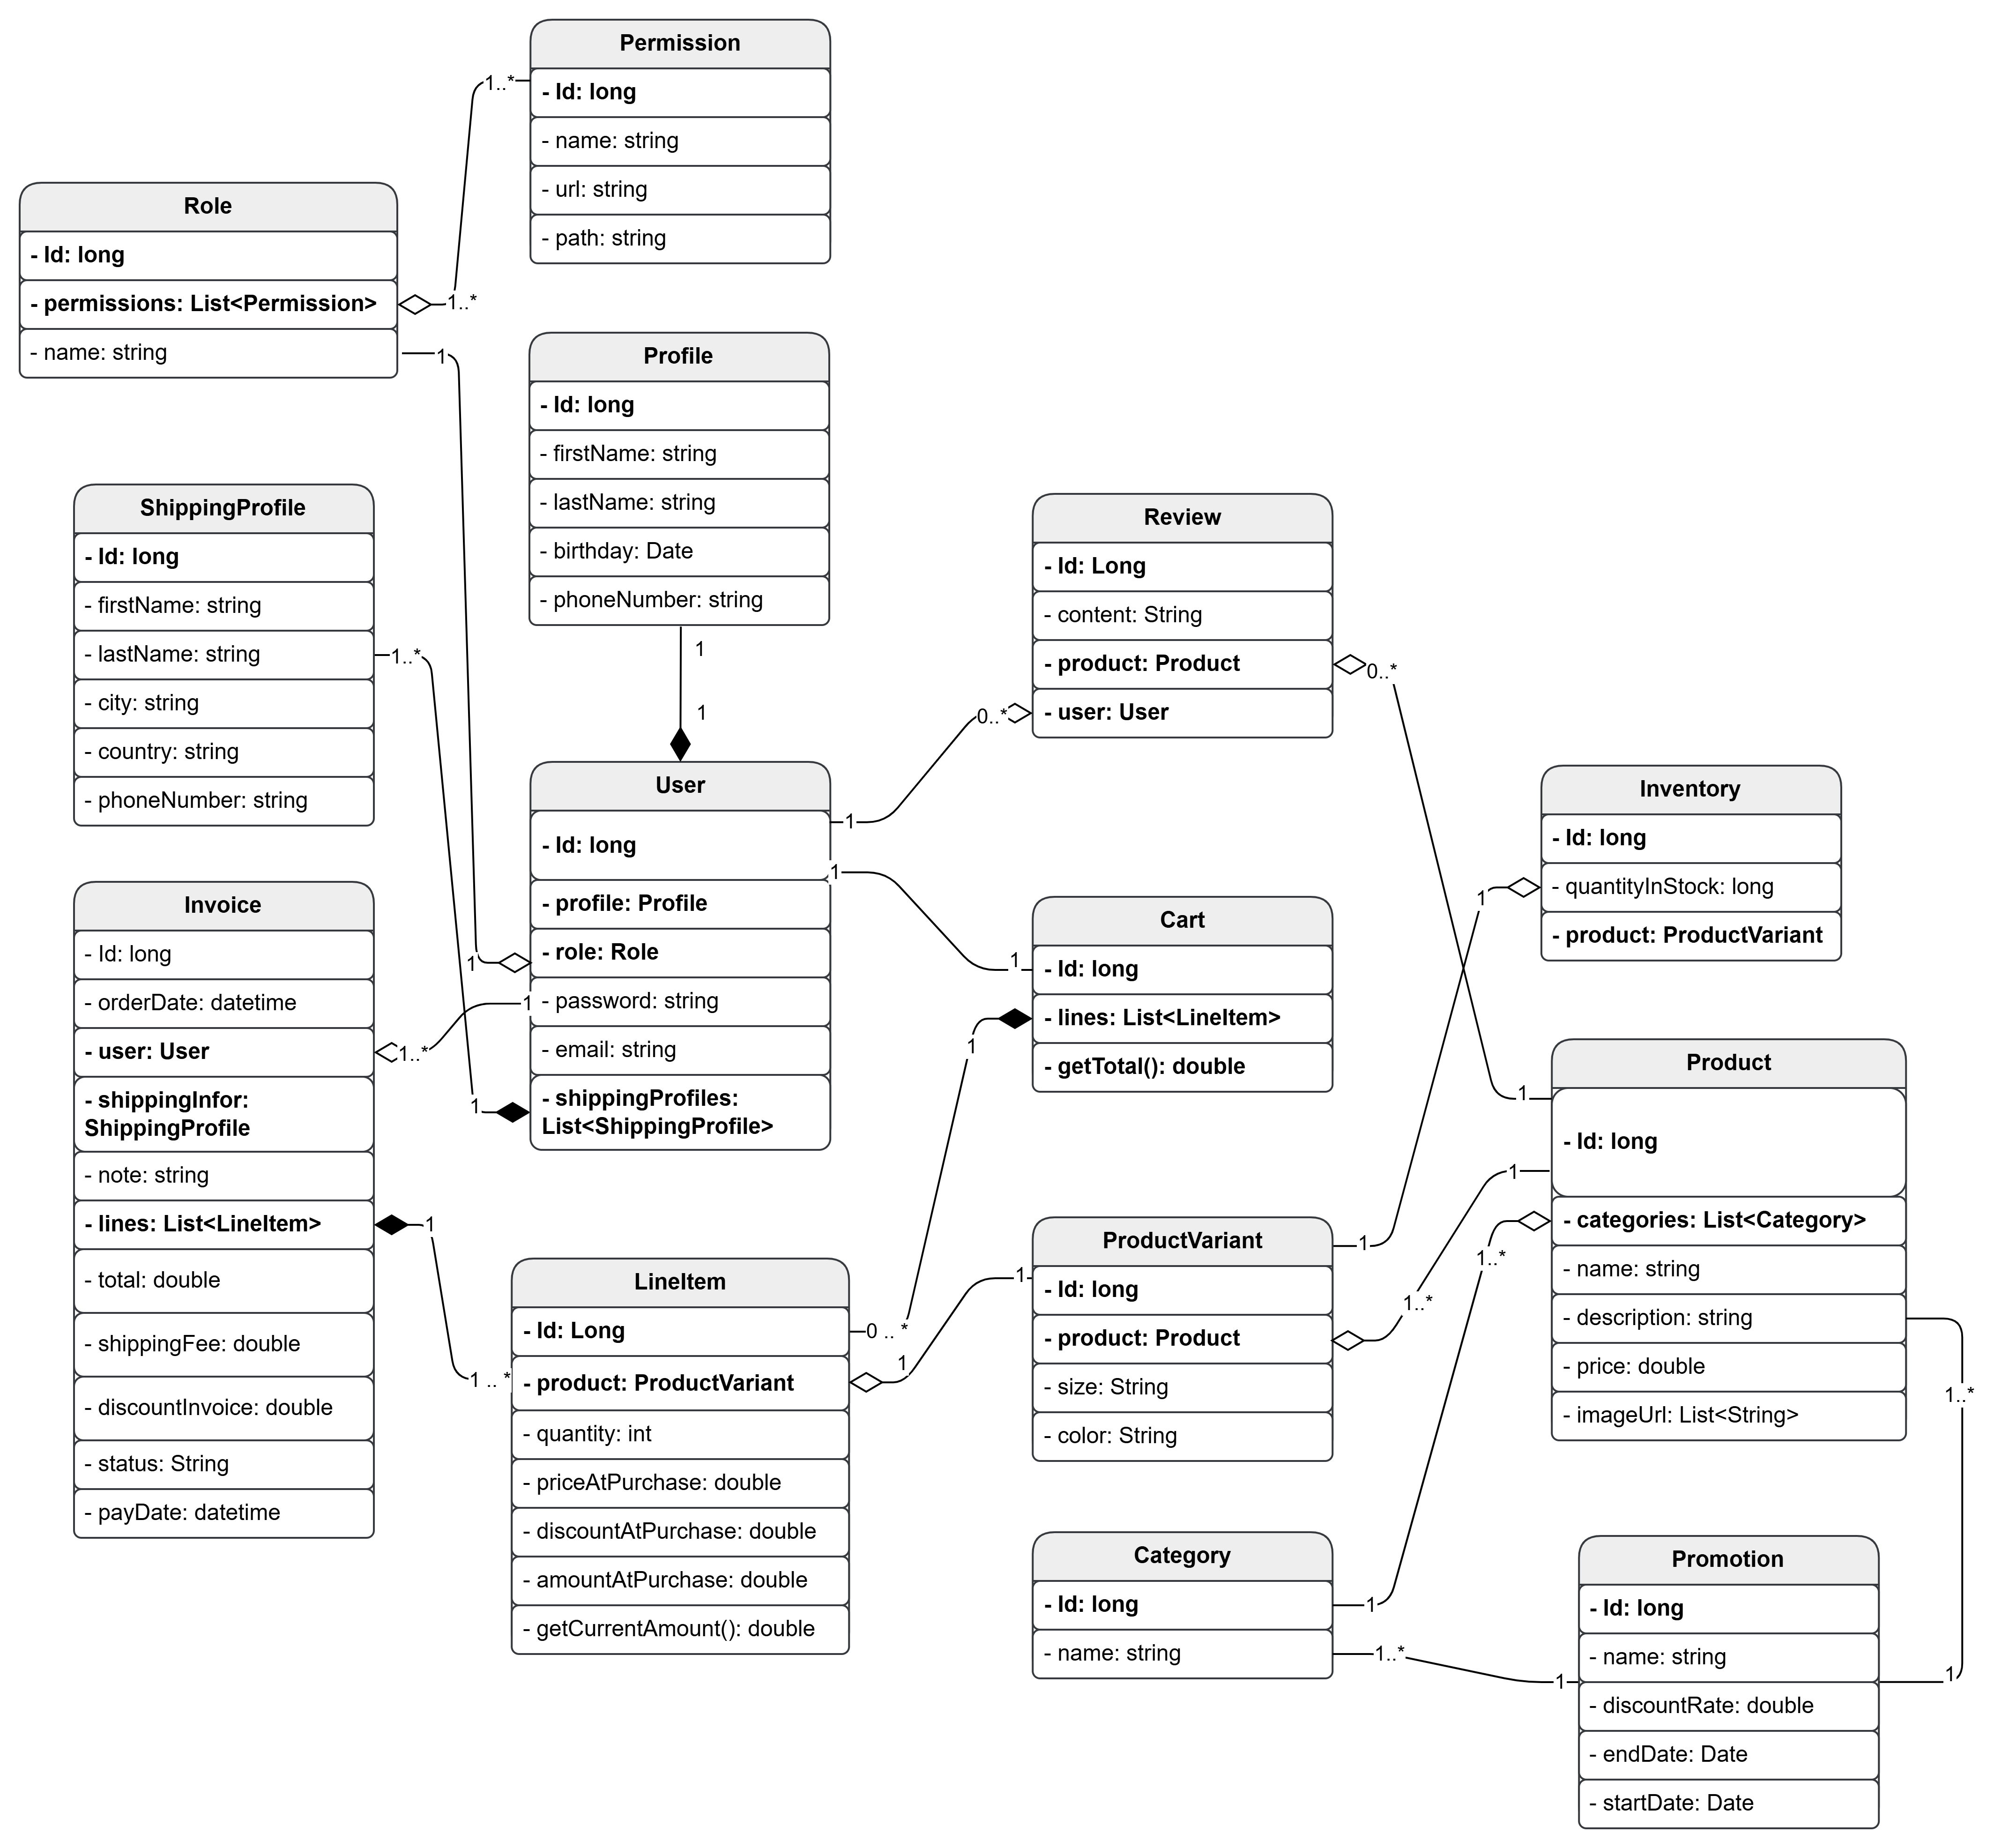 Permission
- Id: long
- name: string
- url: string
- path: string
1..*
Role
- Id: long
- permissions: List<Permission>
- name: string
1..*
1
Profile
- Id: long
- firstName: string
- lastName: string
- birthday: Date
- phoneNumber: string
1
1
ShippingProfile
- Id: long
- firstName: string
- lastName: string
- city: string
- country: string
- phoneNumber: string
1..*
Review
- Id: Long
- content: String
- product: Product
- user: User
0..*
0..*
User
- Id: long
- profile: Profile
- role: Role
- password: string
- email: string
- shippingProfiles:
List<ShippingProfile>
1
1
1
1
1
Inventory
- Id: long
- quantityInStock: long
- product: ProductVariant
1
Invoice
- Id: long
- orderDate: datetime
- user: User
- shippingInfor:
ShippingProfile
- note: string
- lines: List<LineItem>
- total: double
- shippingFee: double
- discountInvoice: double
- status: String
- payDate: datetime
1..*
1
Cart
- Id: long
- lines: List<LineItem>
- getTotal(): double
1
1
Product
- Id: long
- categories: List<Category>
- name: string
- description: string
- price: double
- imageUrl: List<String>
1
1
1..*
1..*
LineItem
- Id: Long
- product: ProductVariant
- quantity: int
- priceAtPurchase: double
- discountAtPurchase: double
- amountAtPurchase: double
- getCurrentAmount(): double
1 .. *
0 .. *
1
ProductVariant
- Id: long
- product: Product
- size: String
- color: String
1
1
1..*
Category
- Id: long
- name: string
1
1..*
Promotion
- Id: long
- name: string
- discountRate: double
- endDate: Date
- startDate: Date
1
1